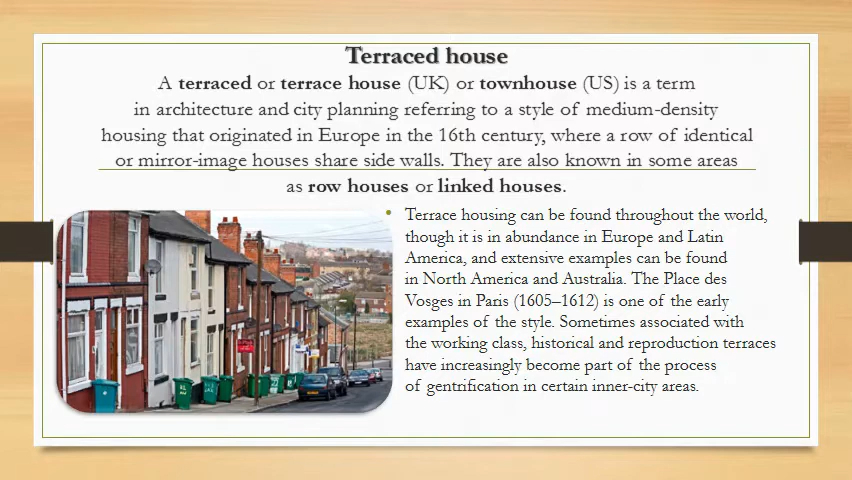 Terraced house
A terraced or terrace house (UK) or townhouse (US) is a term
in architecture and city planning referring to a style of medium-density
housing that originated in Europe in the 16th century, where a row of identical
or mirror-image houses share side walls. They are also known in some areas
as row houses or linked houses.
Terrace housing can be found throughout the world,
though it is in abundance in Europe and Latin
America, and extensive examples can be found
in North America and Australia. The Place des
Vosges in Paris (1605–1612) is one of the early
examples of the style. Sometimes associated with
the working class, historical and reproduction terraces
have increasingly become part of the process
of gentrification in certain inner-city areas.